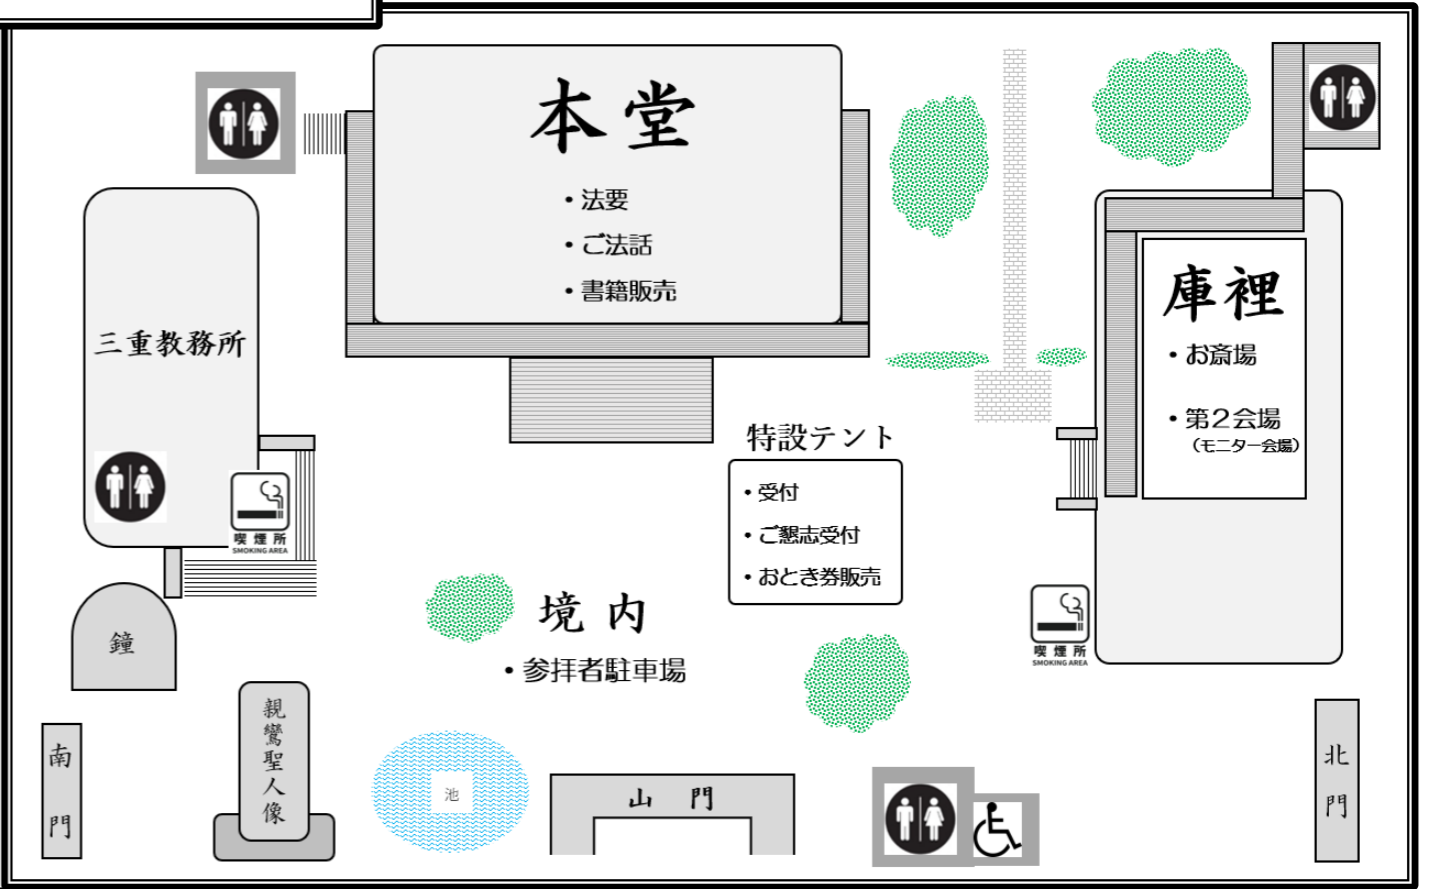 本堂
・法要
・ご法話
・書籍販売
三重教務所
庫裡
・お斎場
・第２会場
（モニター会場）
特設テント
・受付
・ご懇志受付
・おとき券販売
喫煙所
SMOKING AREA
境内
・参拝者駐車場
喫煙所
SMOKING AREA
鐘
親鸞聖人像
南門
池
山門
北門